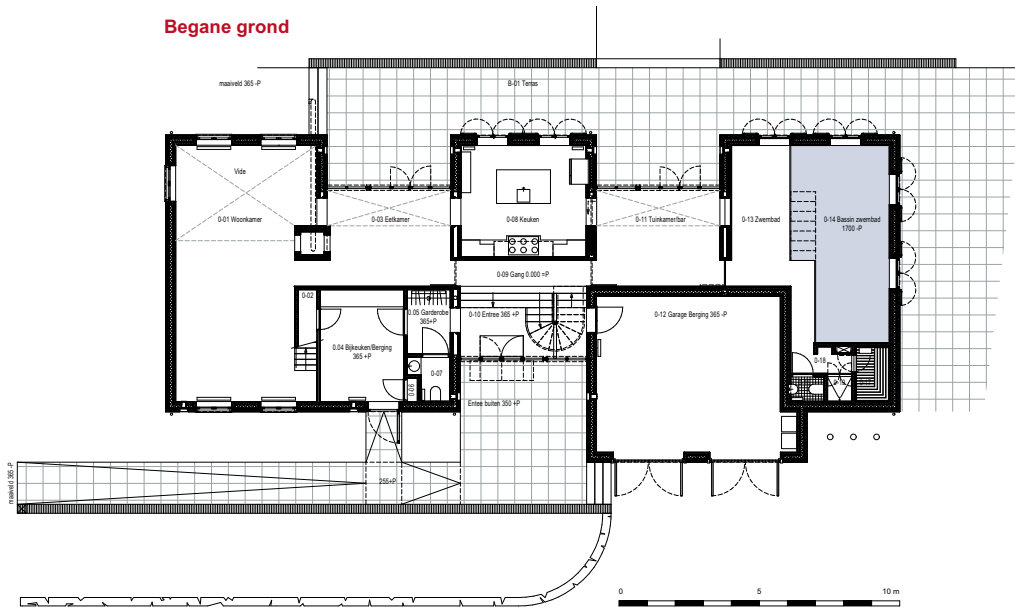 Begane grond
maaiveld 365 -P
B-01 Terras
Vide
0-01 Woonkamer
0-03 Eetkamer
0-08 Keuken
0-11 Tuinkamer/bar
0-13 Zwembad
0-14 Bassin zwembad
1700 -P
0-09 Gang 0.000 =P
0-02
0.05 Garderobe
365+P
0-10 Entree 365 +P
0-12 Garage Berging 365 -P
0.04 Bijkeuken/Berging
365 +P
0-07
0-06
0-18
Entee buiten 350 +P
maaiveld 365 -P
255+P
0
5
10 m